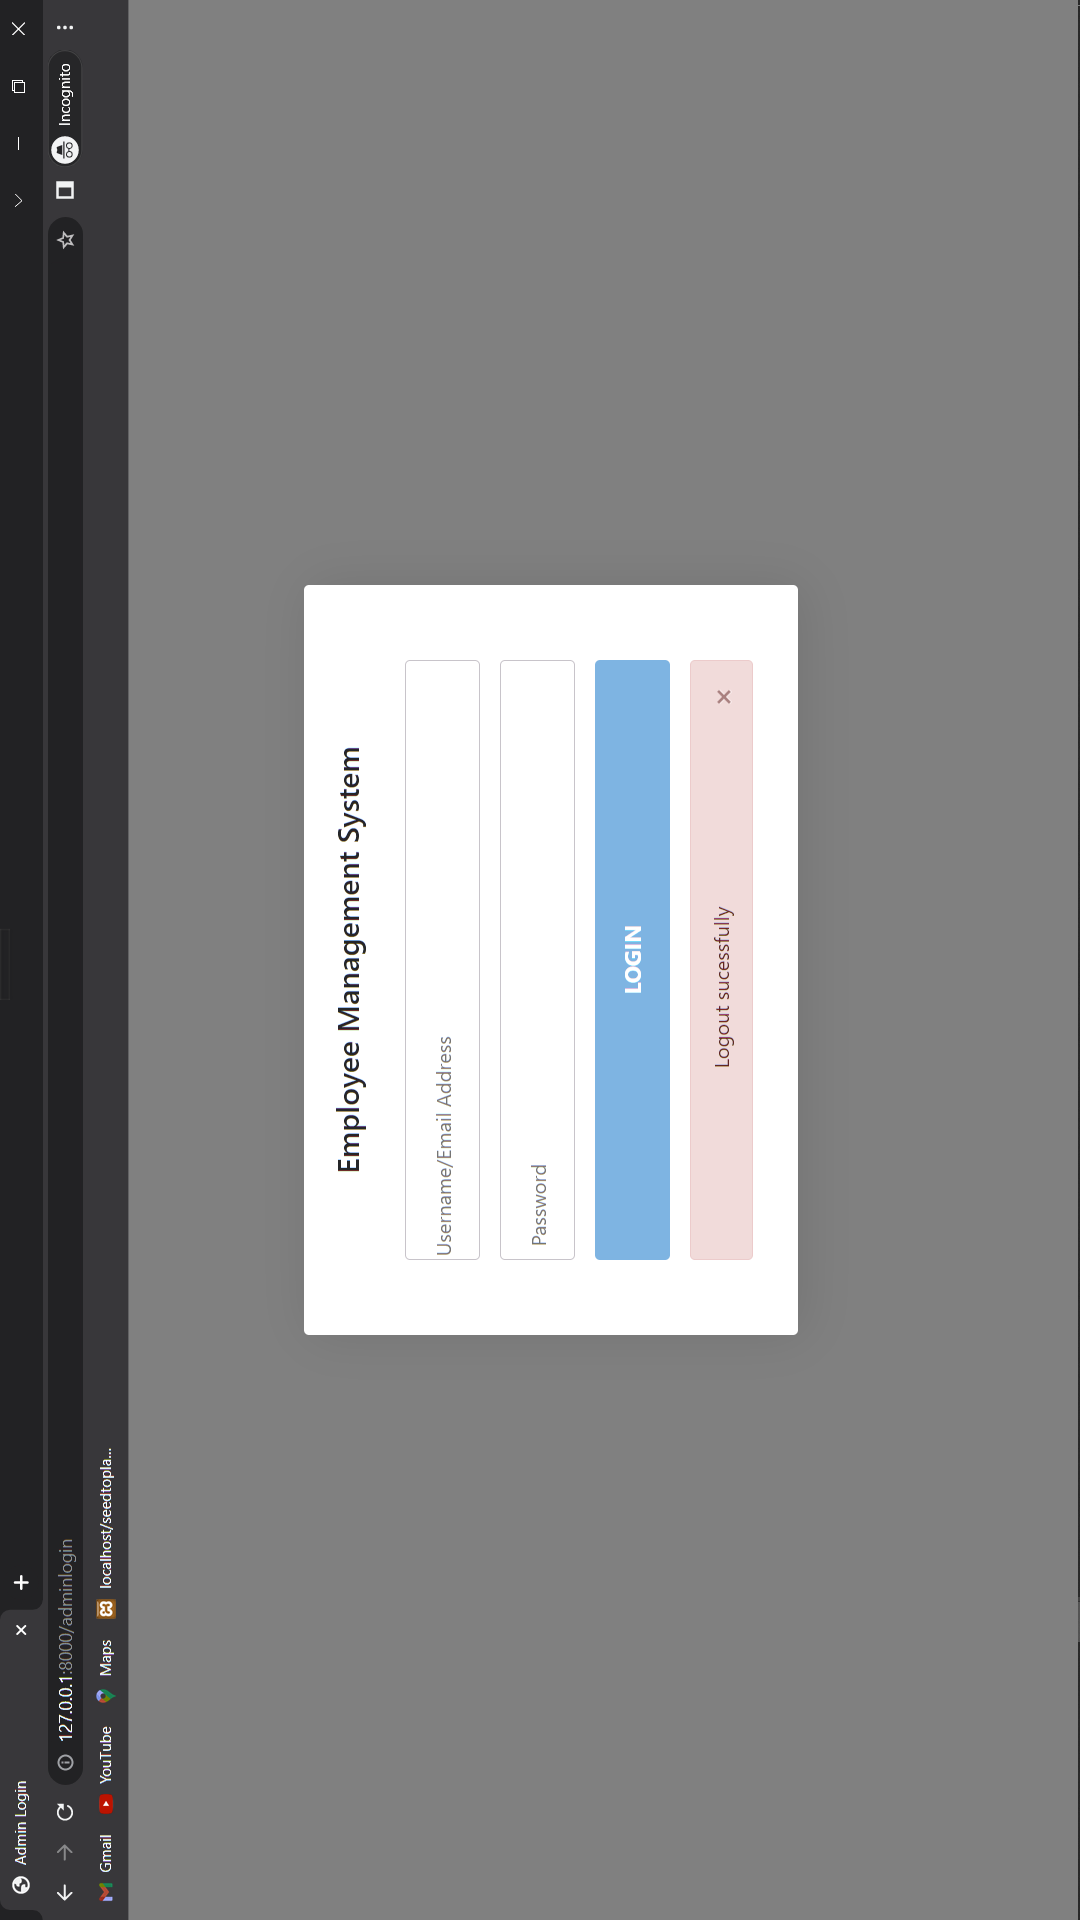 Admin Login
127.0.0.1:8000/adminlogin
Incognito
Gmail
YouTube
Maps
localhost/seedtopla...
Employee Management System
Username/Email Address
Password
LOGIN
Logout sucessfully